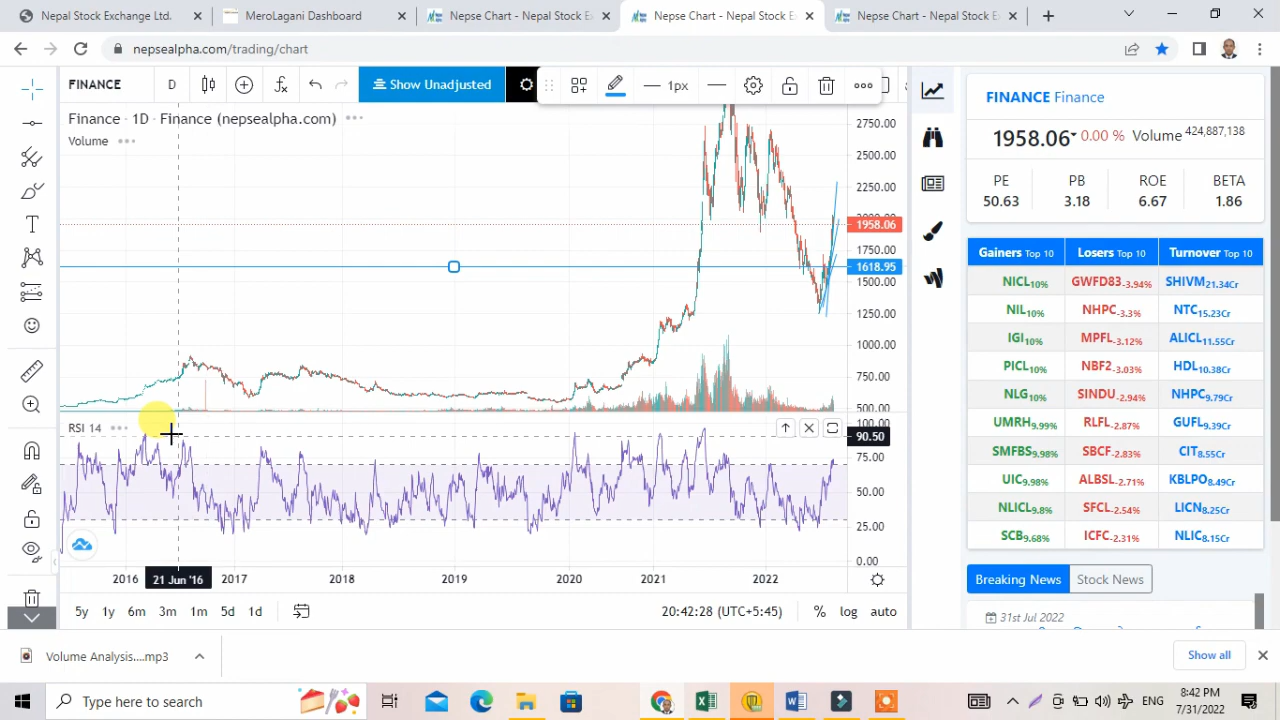 Nepal Stock Exchange Ltd.
MeroLagani Dashboard
Nepse Chart - Nepal Stock E
Nepse Chart - Nepal Stock Ex
Nepse Chart - Nepal Stock E
nepsealpha.com/trading/chart
FINANCE D Show Unadjusted 1px
Finance · 1D · Finance (nepsealpha.com)
Volume
2750.00
2500.00
2250.00
1958.06
1750.00
1618.95
1500.00
1250.00
1000.00
750.00
500.00
RSI 14
90.50
75.00
50.00
25.00
0.00
2016 21 Jun '16 2017 2018 2019 2020 2021 2022
5y 1y 6m 3m 1m 5d 1d 20:42:28 (UTC+5:45) % log auto
FINANCE Finance
1958.06 0.00 % Volume 424,887,138
PE PB ROE BETA
50.63 3.18 6.67 1.86
Gainers Top 10 Losers Top 10 Turnover Top 10
NICL10% GWFD83-3.94% SHIVM21.34Cr
NIL10% NHPC-3.3% NTC15.23Cr
IGI10% MPFL-3.12% ALICL11.55Cr
PICL10% NBF2-3.03% HDL10.38Cr
NLG10% SINDU-2.94% NHPC9.79Cr
UMRH9.99% RLFL-2.87% GUFL9.39Cr
SMFBS9.98% SBCF-2.83% CIT8.55Cr
UIC9.98% ALBSL-2.71% KBLPO8.49Cr
NLICL9.8% SFCL-2.54% LICN8.25Cr
SCB9.68% ICFC-2.31% NLIC8.15Cr
Breaking News Stock News
31st Jul 2022
Volume Analysis....mp3
Show all
Type here to search
ENG
8:42 PM
7/31/2022